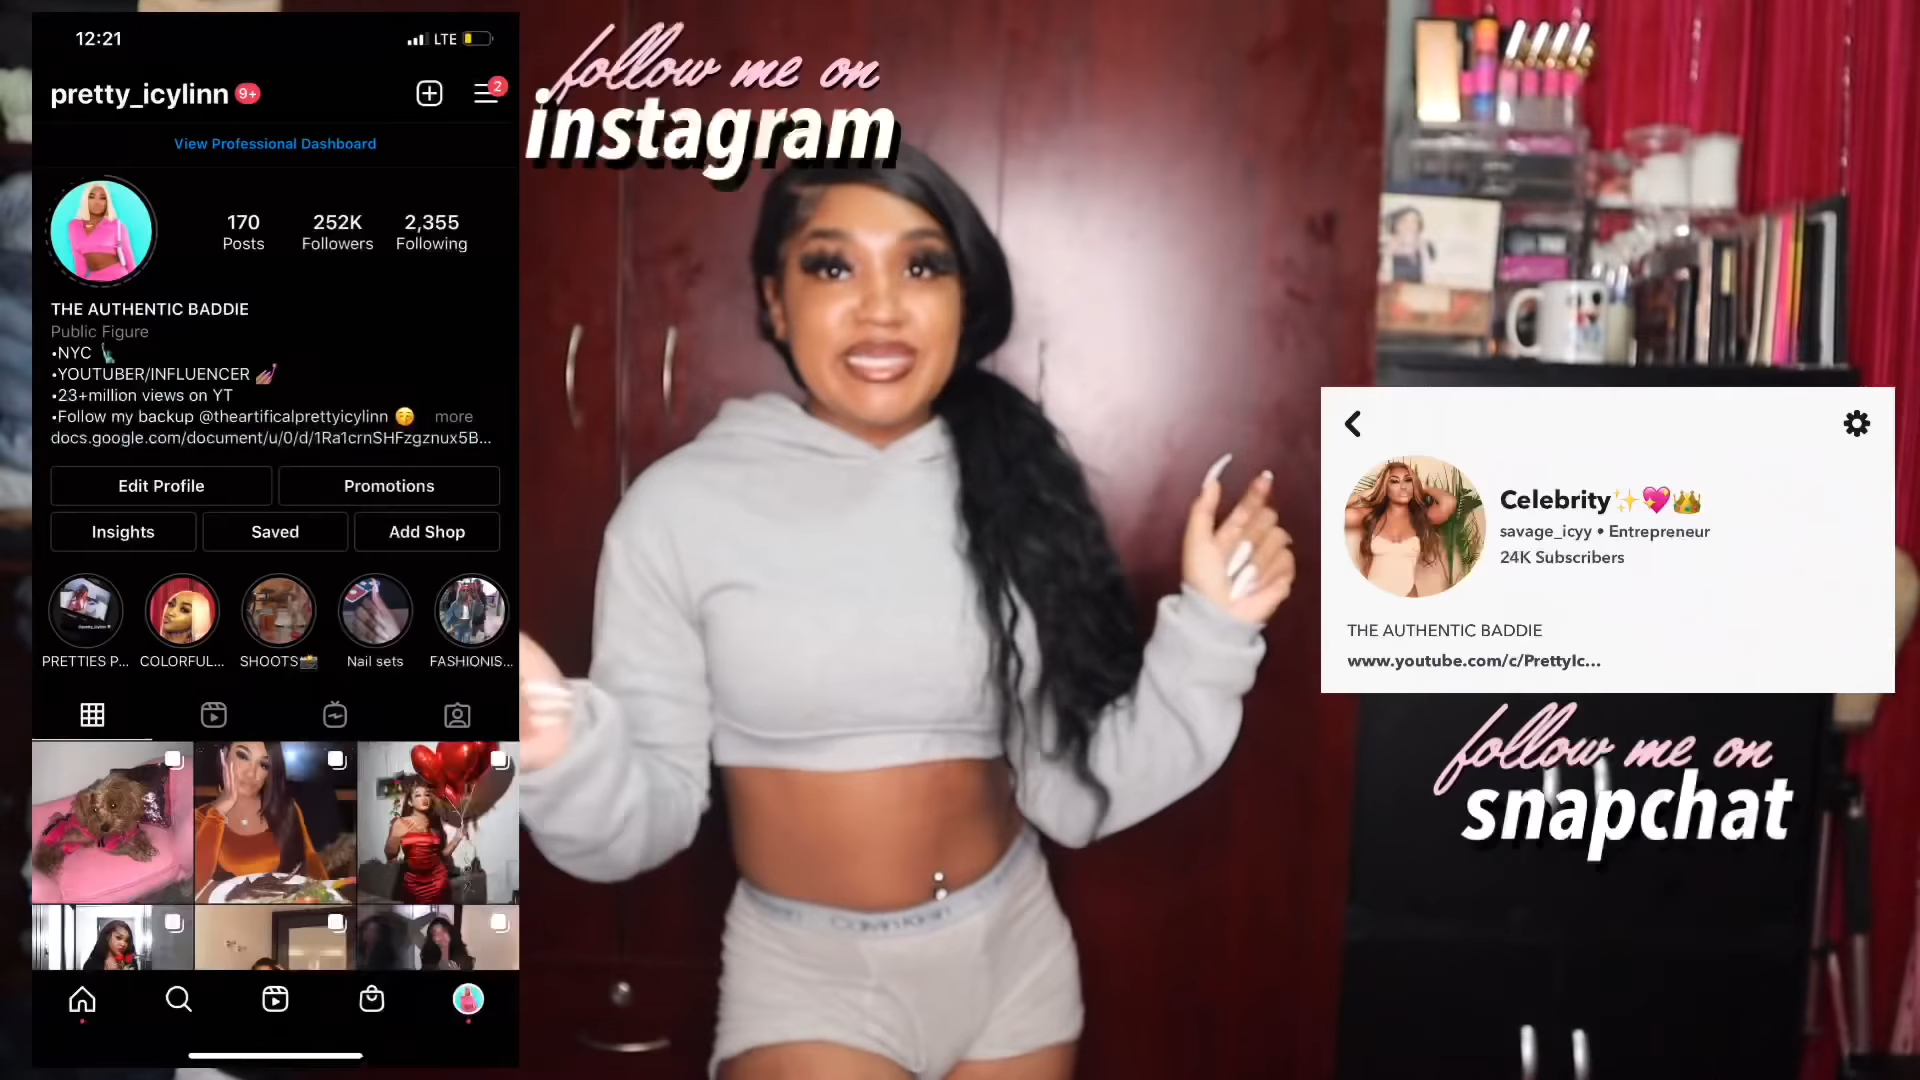 12:21
LTE
pretty_icylinn 9+
2
View Professional Dashboard
170 252K 2,355
Posts Followers Following
THE AUTHENTIC BADDIE
Public Figure
•NYC 🗽
•YOUTUBER/INFLUENCER 💅🏽
•23+million views on YT
•Follow my backup @theartificalprettyicylinn 😚 more
docs.google.com/document/u/0/d/1Ra1crnSHFzgznux5B...
Edit Profile Promotions
Insights Saved Add Shop
PRETTIES P... COLORFUL... SHOOTS📸 Nail sets FASHIONIS...
follow me on
instagram
Celebrity✨💖👑
savage_icyy • Entrepreneur
24K Subscribers
THE AUTHENTIC BADDIE
www.youtube.com/c/PrettyIc...
follow me on
snapchat